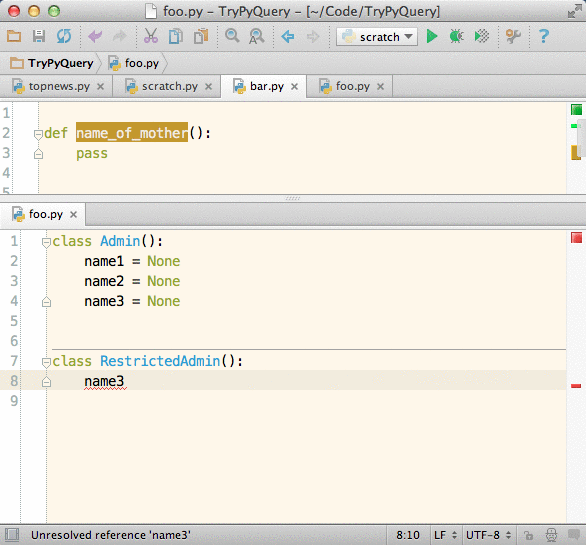 foo.py – TryPyQuery – [~/Code/TryPyQuery]
scratch
TryPyQuery foo.py
topnews.py scratch.py bar.py foo.py
1
2 def name_of_mother():
3 pass
4
5
foo.py
1 class Admin():
2 name1 = None
3 name2 = None
4 name3 = None
5
6
7 class RestrictedAdmin():
8 name3
9
Unresolved reference 'name3' 8:10 LF UTF-8